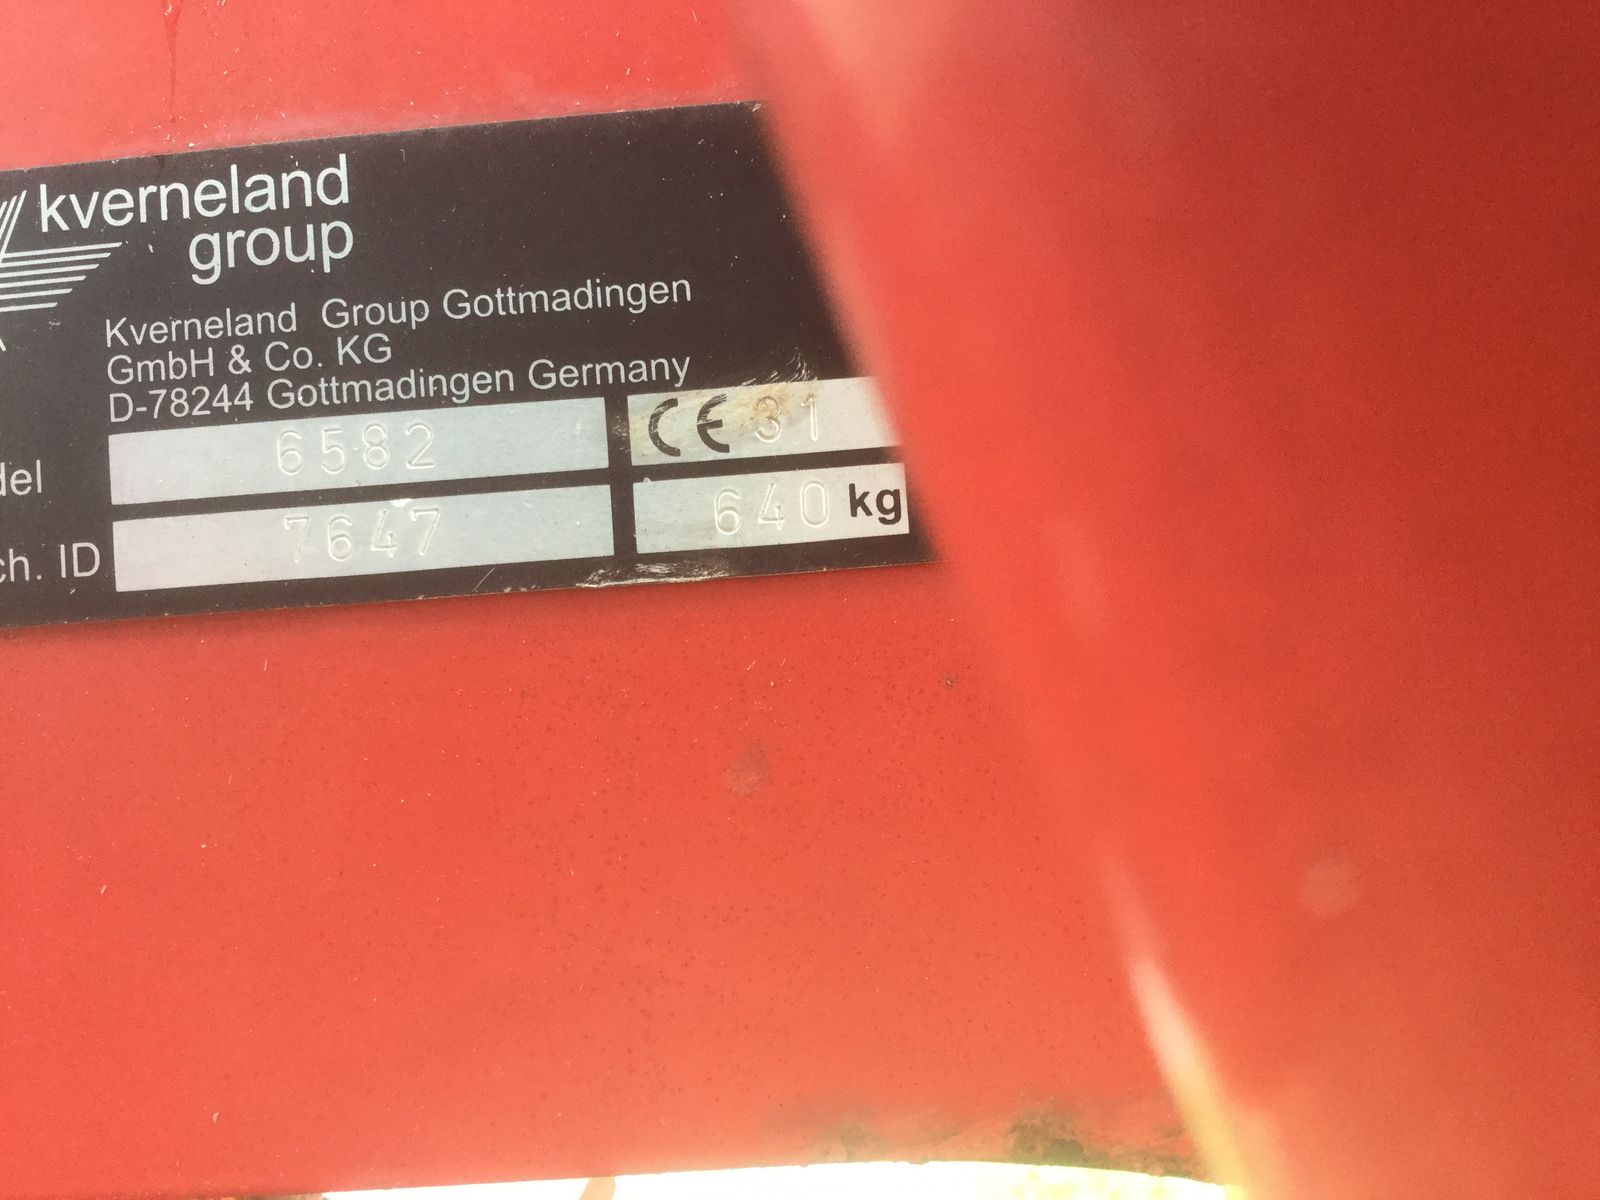 kverneland
group
Kverneland Group Gottmadingen
GmbH & Co. KG
D-78244 Gottmadingen Germany
del 6582 CE 31
ch. ID 7647 640 kg